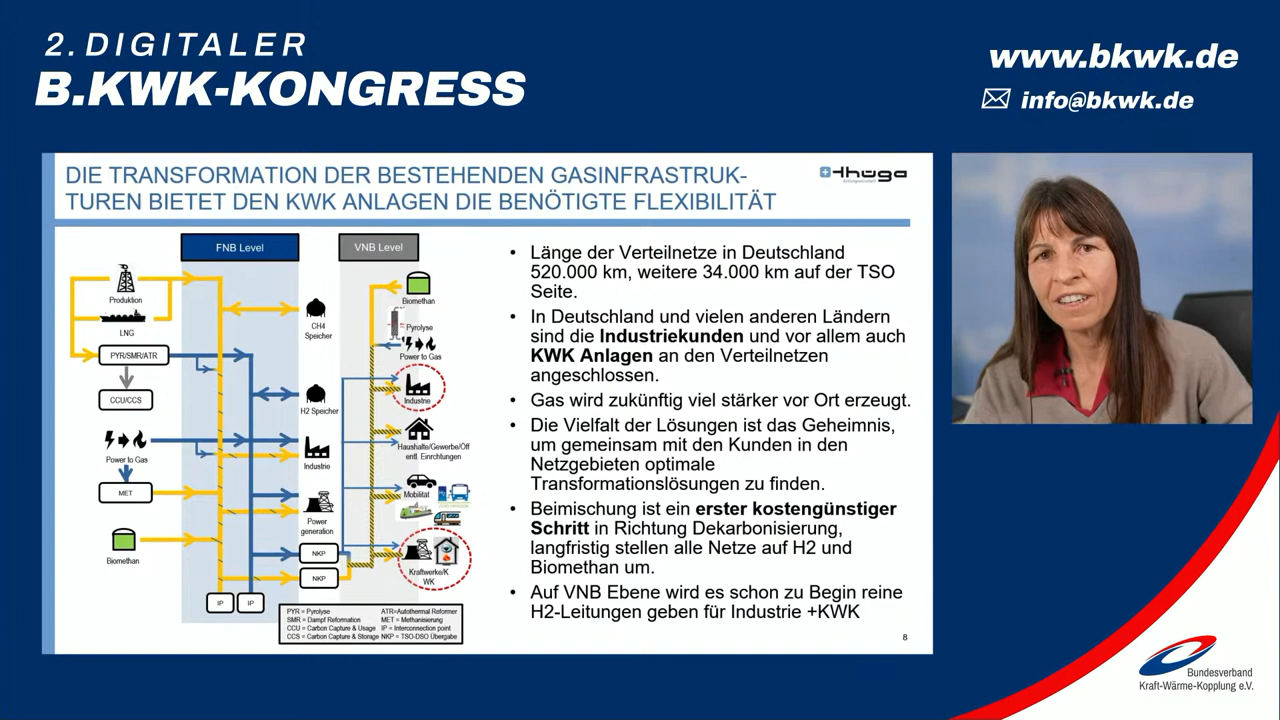 2. DIGITALER
B.KWK-KONGRESS
www.bkwk.de
info@bkwk.de
DIE TRANSFORMATION DER BESTEHENDEN GASINFRASTRUK-
TUREN BIETET DEN KWK ANLAGEN DIE BENÖTIGTE FLEXIBILITÄT
thüga
FNB Level
VNB Level
Produktion
LNG
PYR/SMR/ATR
CCU/CCS
Power to Gas
MET
Biomethan
CH4
Speicher
H2 Speicher
Industrie
Power
generation
NKP
NKP
IP
IP
Biomethan
Pyrolyse
Power to Gas
Industrie
Haushalte/Gewerbe/Öff
entl. Einrchtungen
Mobilität
Kraftwerke/K
WK
PYR = Pyrolyse ATR=Autothermal Reformer
SMR = Dampf Reformation MET = Methanisierung
CCU = Carbon Capture & Usage IP = Interconnection point
CCS = Carbon Capture & Storage NKP = TSO-DSO Übergabe
• Länge der Verteilnetze in Deutschland
520.000 km, weitere 34.000 km auf der TSO
Seite.
• In Deutschland und vielen anderen Ländern
sind die Industriekunden und vor allem auch
KWK Anlagen an den Verteilnetzen
angeschlossen.
• Gas wird zukünftig viel stärker vor Ort erzeugt.
• Die Vielfalt der Lösungen ist das Geheimnis,
um gemeinsam mit den Kunden in den
Netzgebieten optimale
Transformationslösungen zu finden.
• Beimischung ist ein erster kostengünstiger
Schritt in Richtung Dekarbonisierung,
langfristig stellen alle Netze auf H2 und
Biomethan um.
• Auf VNB Ebene wird es schon zu Begin reine
H2-Leitungen geben für Industrie +KWK
8
Bundesverband
Kraft-Wärme-Kopplung e.V.